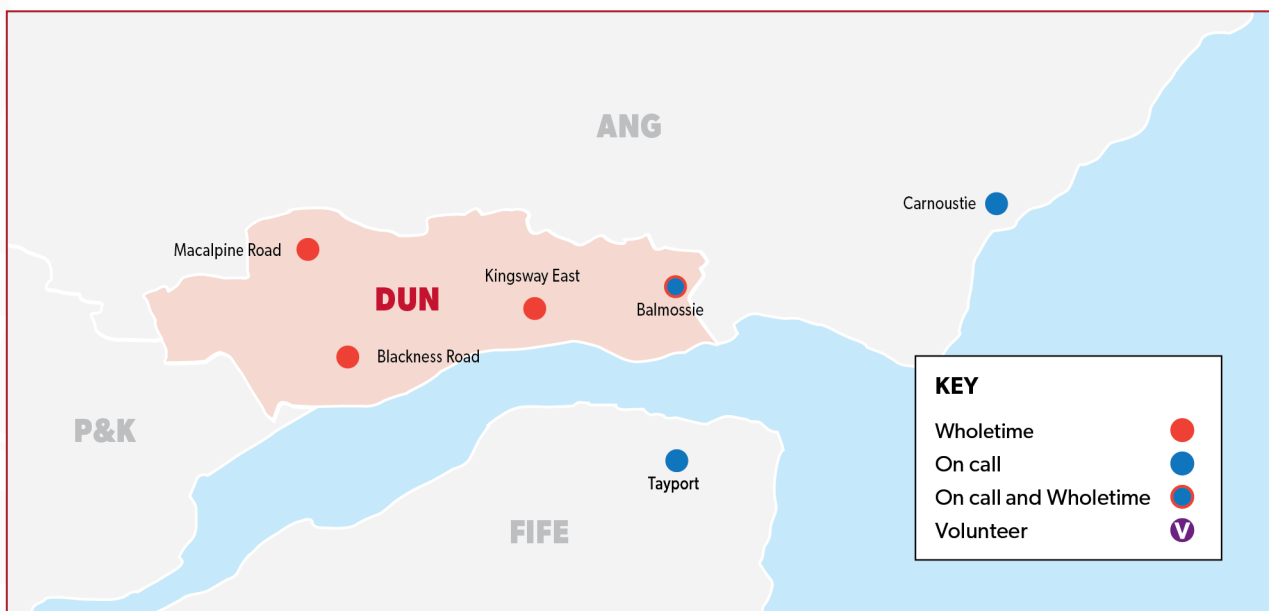 ANG
Carnoustie
Macalpine Road
Kingsway East
DUN
Balmossie
Blackness Road
P&K
Tayport
FIFE
KEY
Wholetime
On call
On call and Wholetime
Volunteer V